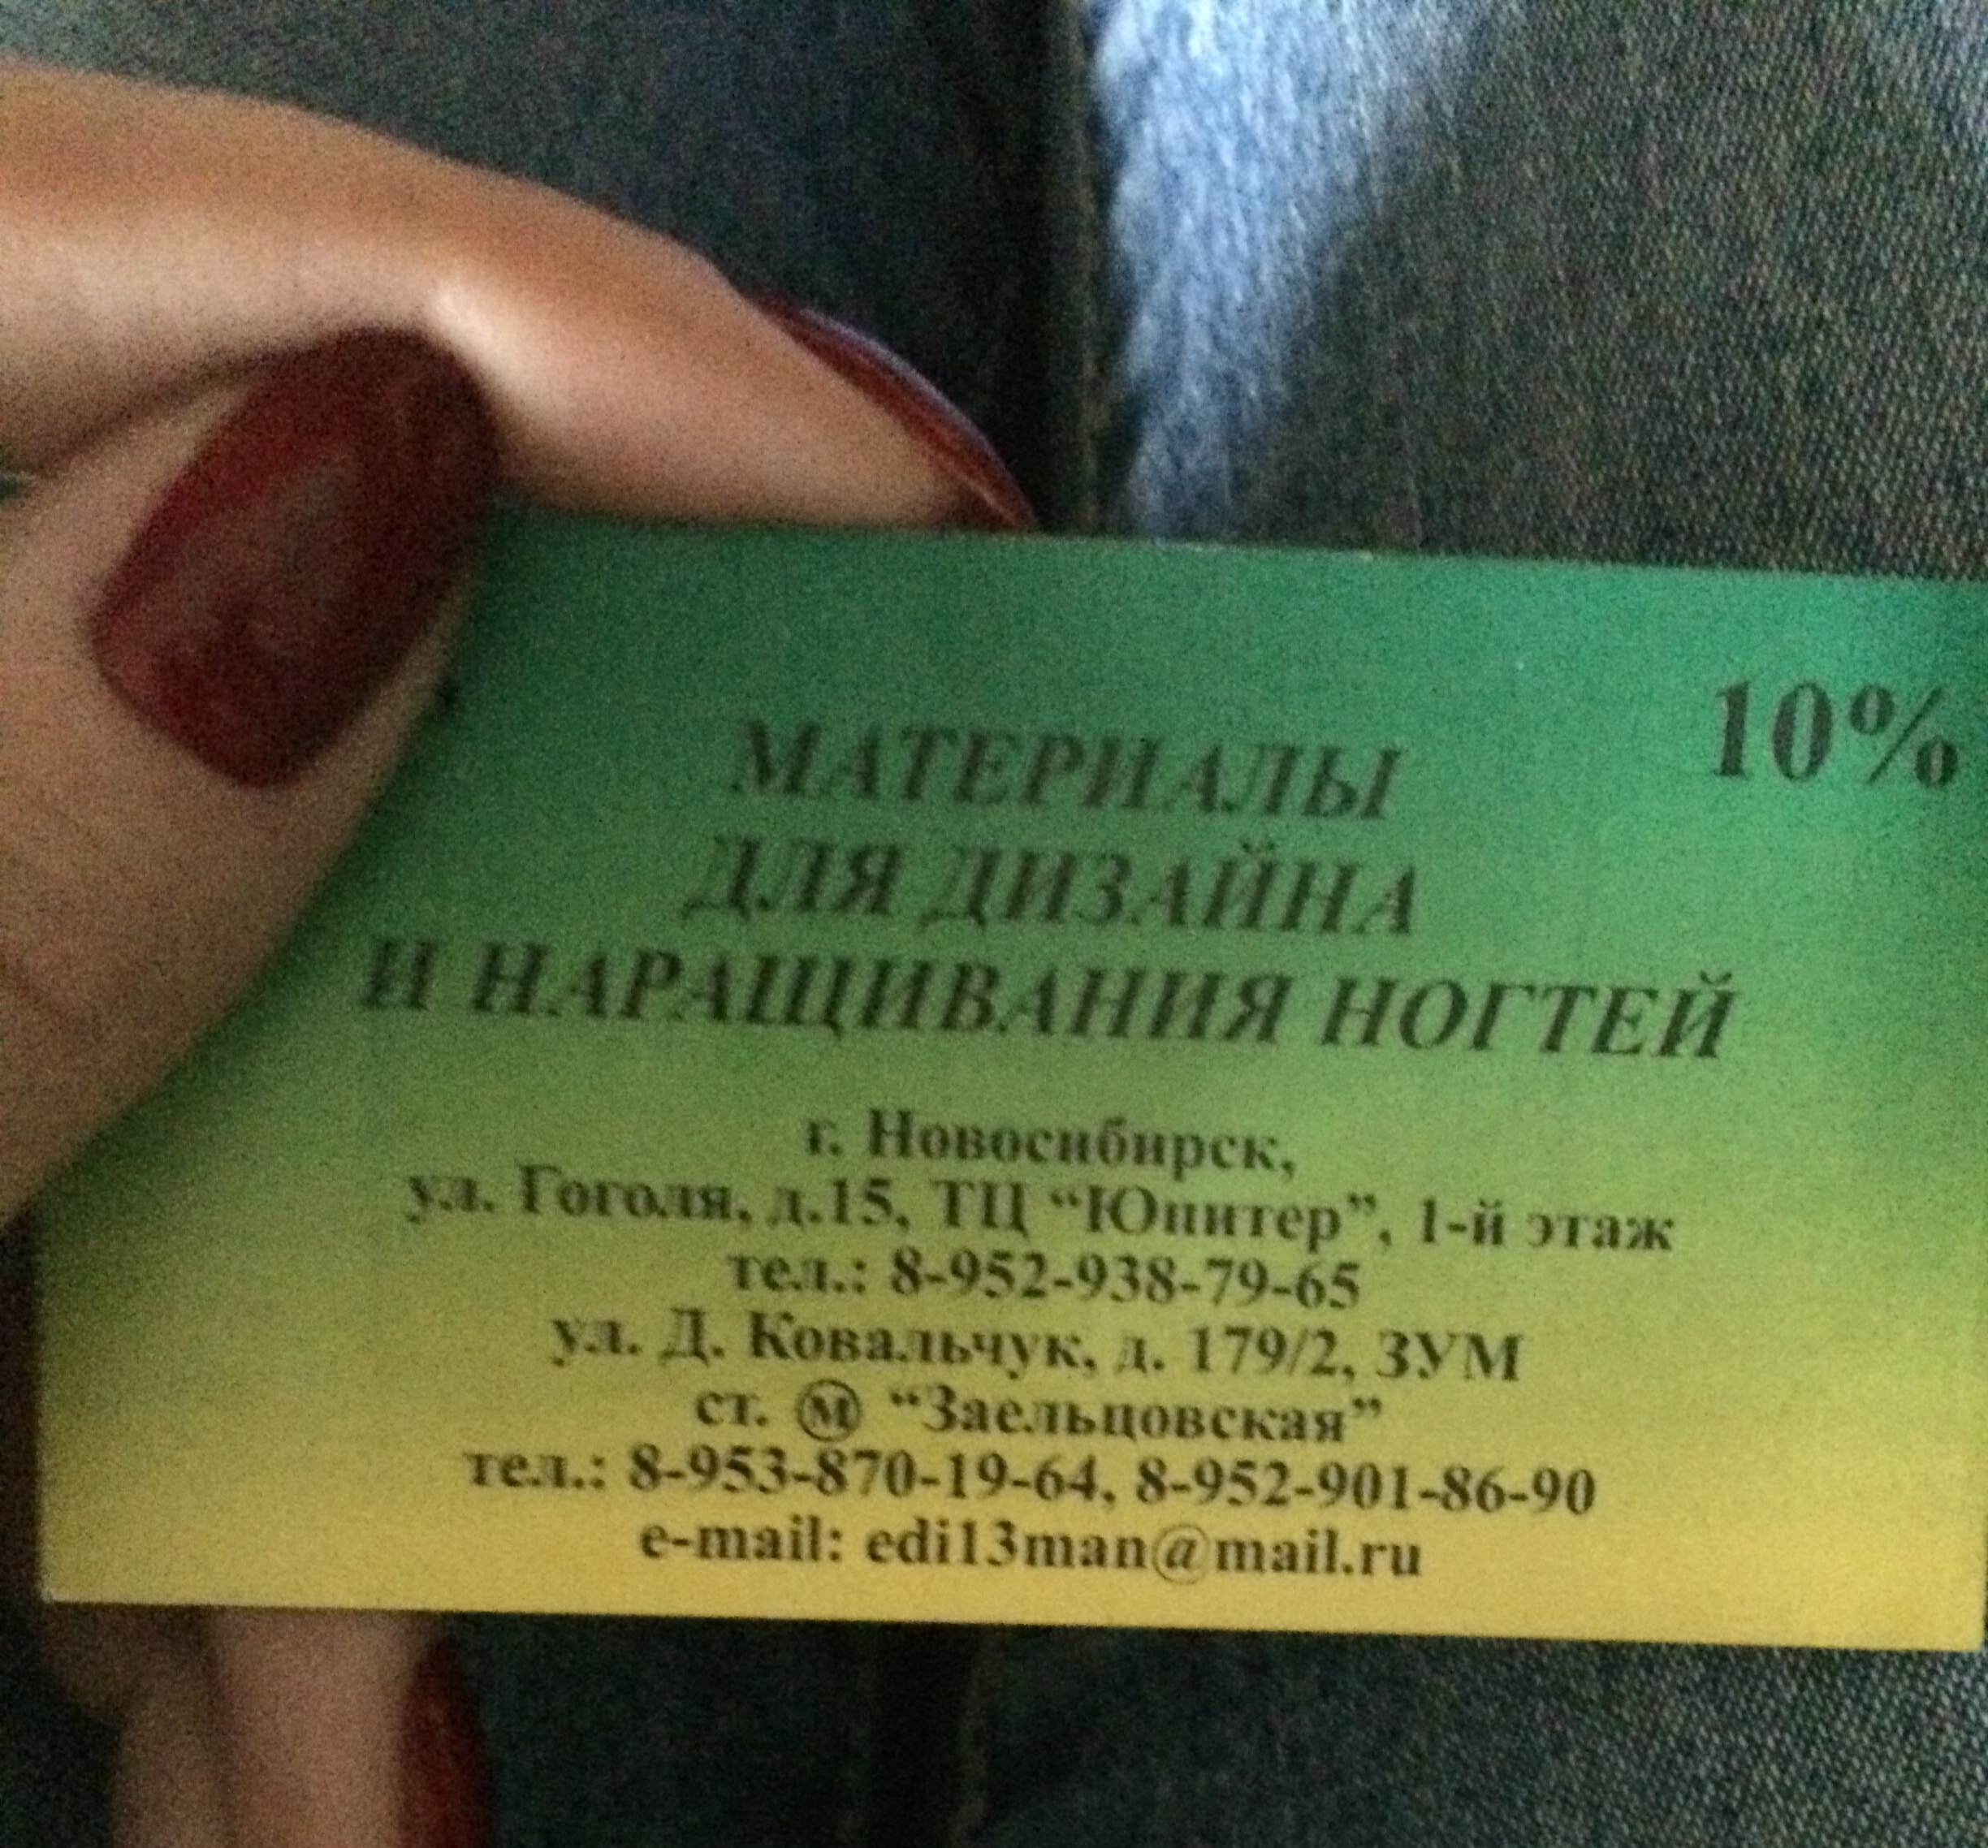 10%
МАТЕРИАЛЫ
ДЛЯ ДИЗАЙНА
И НАРАЩИВАНИЯ НОГТЕЙ
г. Новосибирск,
ул. Гоголя, д.15, ТЦ “Юпитер”, 1-й этаж
тел.: 8-952-938-79-65
ул. Д. Ковальчук, д. 179/2, ЗУМ
ст. М “Заельцовская”
тел.: 8-953-870-19-64, 8-952-901-86-90
e-mail: edi13man@mail.ru